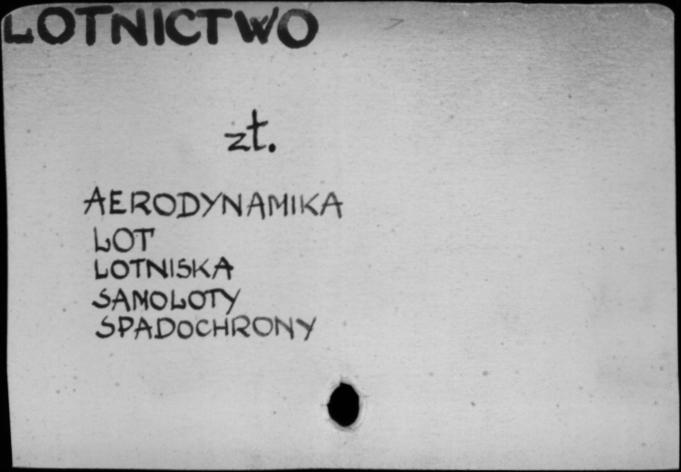 LOTNICTWO
zt.
AERODYNAMIKA
LOT
LOTNISKA
SAMOLOTY
SPADOCHRONY